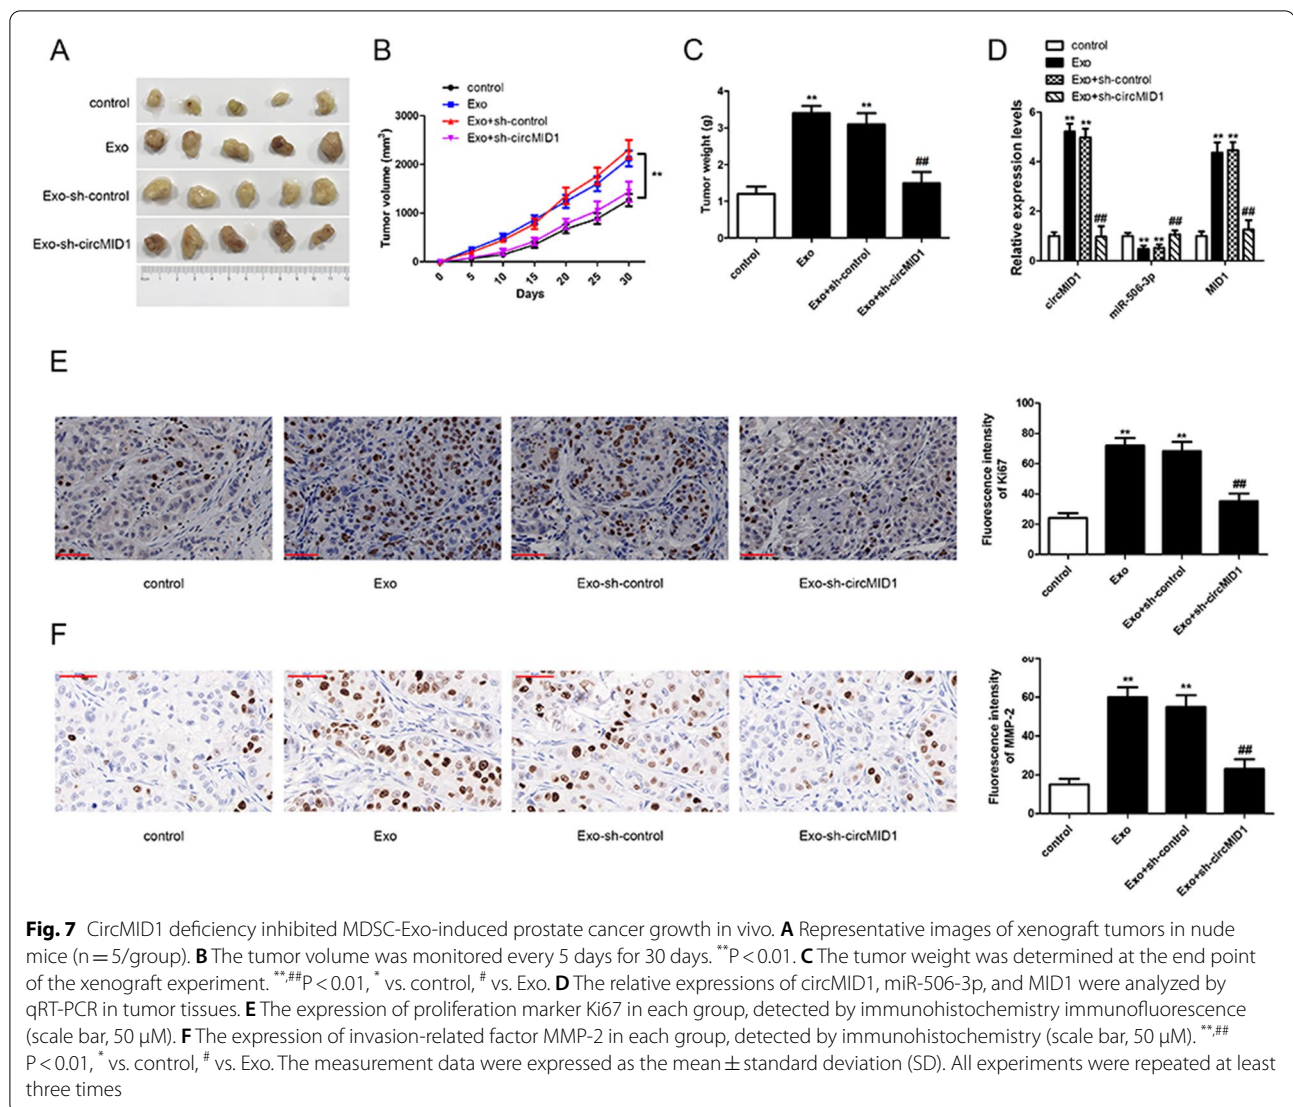 A
control
Exo
Exo-sh-control
Exo-sh-circMID1
1 2 3 4 5 6 7 8 9 10 11 12
B
control
Exo
Exo+sh-control
Exo+sh-circMID1
Tumor volume (mm³)
3000
2000
1000
0
0 5 10 15 20 25 30
Days
**
C
Tumor weight (g)
4
3
2
1
0
** ** ##
control Exo Exo+sh-control Exo+sh-circMID1
D
control
Exo
Exo+sh-control
Exo+sh-circMID1
Relative expression levels
6
4
2
0
** ** ## ** ** ## ** ** ##
circMID1 miR-506-3p MID1
E
control Exo Exo-sh-control Exo-sh-circMID1
Fluorescence intensity
of Ki67
100
80
60
40
20
0
** ** ##
control Exo Exo+sh-control Exo+sh-circMID1
F
control Exo Exo-sh-control Exo-sh-circMID1
Fluorescence intensity
of MMP-2
60
40
20
0
** ** ##
control Exo Exo+sh-control Exo+sh-circMID1
Fig. 7 CircMID1 deficiency inhibited MDSC-Exo-induced prostate cancer growth in vivo. A Representative images of xenograft tumors in nude
mice (n = 5/group). B The tumor volume was monitored every 5 days for 30 days. **P < 0.01. C The tumor weight was determined at the end point
of the xenograft experiment. **,##P < 0.01, * vs. control, # vs. Exo. D The relative expressions of circMID1, miR-506-3p, and MID1 were analyzed by
qRT-PCR in tumor tissues. E The expression of proliferation marker Ki67 in each group, detected by immunohistochemistry immunofluorescence
(scale bar, 50 μM). F The expression of invasion-related factor MMP-2 in each group, detected by immunohistochemistry (scale bar, 50 μM). **,##
P < 0.01, * vs. control, # vs. Exo. The measurement data were expressed as the mean ± standard deviation (SD). All experiments were repeated at least
three times